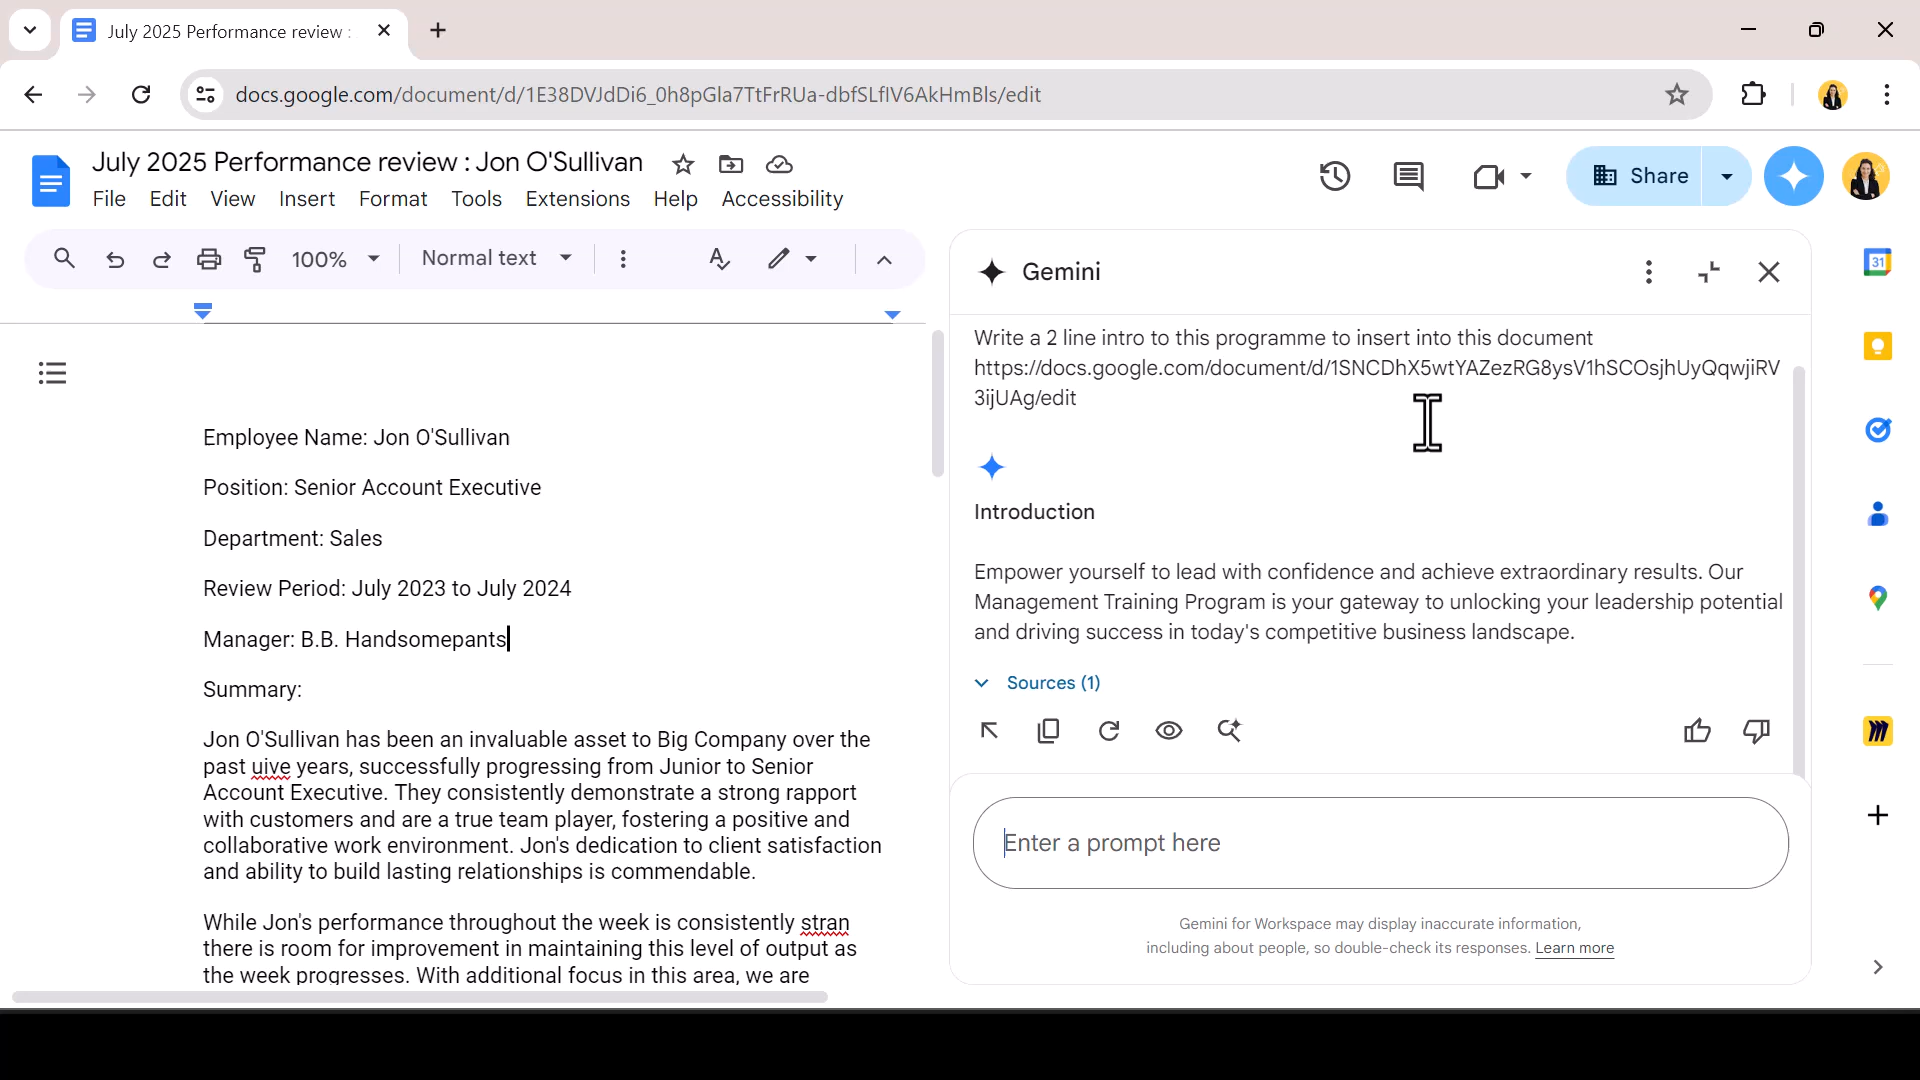 July 2025 Performance review :
docs.google.com/document/d/1E38DVJdDi6_0h8pGla7TtFrRUa-dbfSLflV6AkHmBls/edit
July 2025 Performance review : Jon O'Sullivan
File Edit View Insert Format Tools Extensions Help Accessibility
Share
100% Normal text
Employee Name: Jon O'Sullivan
Position: Senior Account Executive
Department: Sales
Review Period: July 2023 to July 2024
Manager: B.B. Handsomepants
Summary:
Jon O'Sullivan has been an invaluable asset to Big Company over the
past uive years, successfully progressing from Junior to Senior
Account Executive. They consistently demonstrate a strong rapport
with customers and are a true team player, fostering a positive and
collaborative work environment. Jon's dedication to client satisfaction
and ability to build lasting relationships is commendable.
While Jon's performance throughout the week is consistently stran
there is room for improvement in maintaining this level of output as
the week progresses. With additional focus in this area, we are
Gemini
Write a 2 line intro to this programme to insert into this document
https://docs.google.com/document/d/1SNCDhX5wtYAZezRG8ysV1hSCOsjhUyQqwjiRV
3ijUAg/edit
Introduction
Empower yourself to lead with confidence and achieve extraordinary results. Our
Management Training Program is your gateway to unlocking your leadership potential
and driving success in today's competitive business landscape.
Sources (1)
Enter a prompt here
Gemini for Workspace may display inaccurate information,
including about people, so double-check its responses. Learn more
31